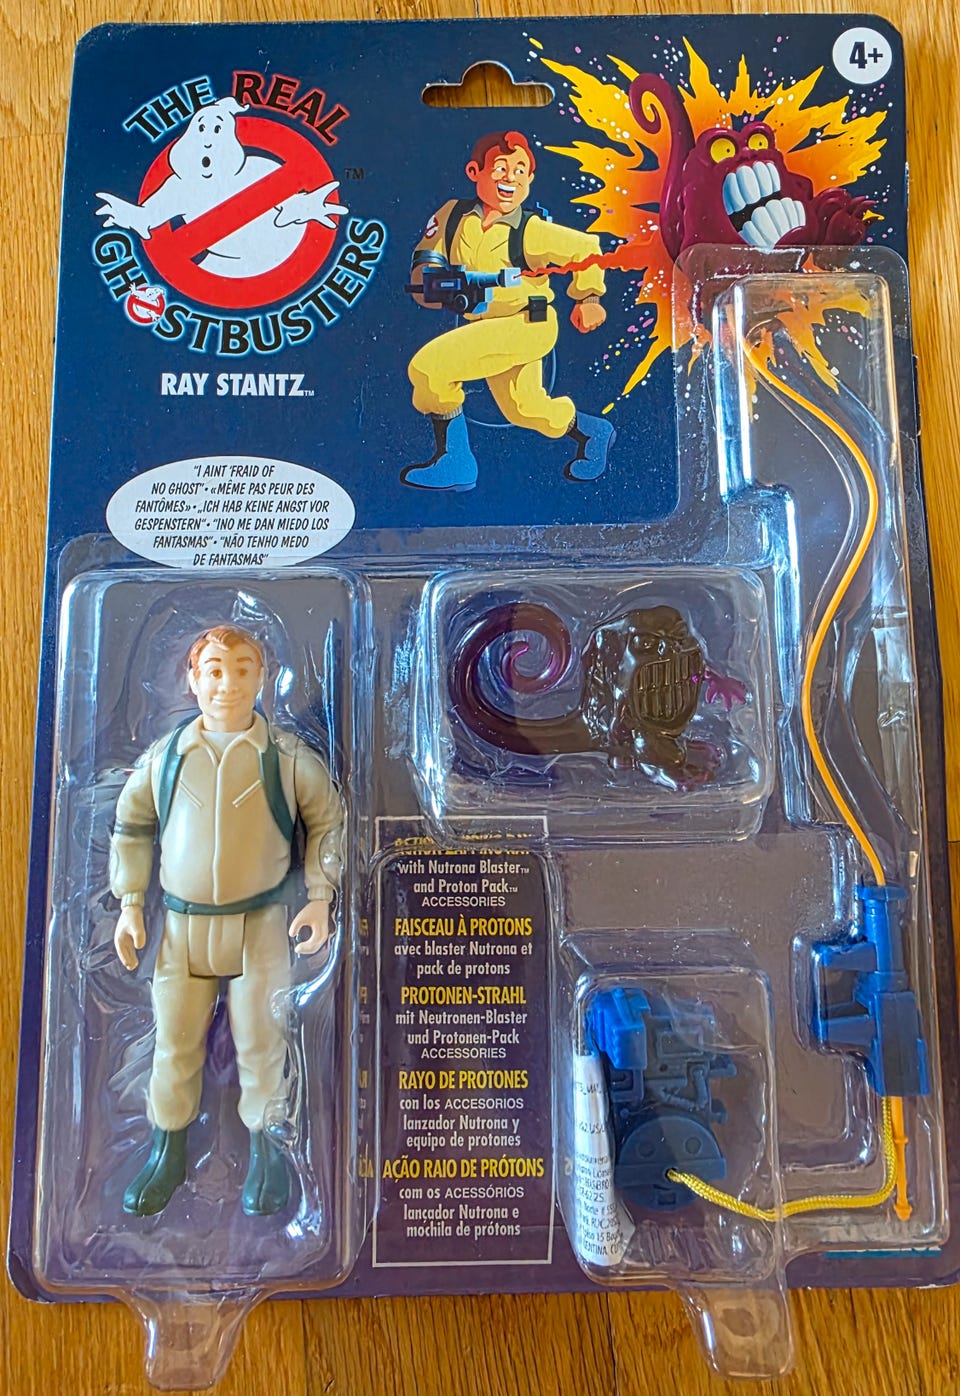 4+
THE REAL
GHOSTBUSTERS
TM
RAY STANTZ™
"I AINT 'FRAID OF
NO GHOST"• «MÊME PAS PEUR DES
FANTÔMES»• „ICH HAB KEINE ANGST VOR
GESPENSTERN"• "!NO ME DAN MIEDO LOS
FANTASMAS"• "NÃO TENHO MEDO
DE FANTASMAS"
with Nutrona Blaster™
and Proton Pack™
ACCESSORIES
FAISCEAU À PROTONS
avec blaster Nutrona et
pack de protons
PROTONEN-STRAHL
mit Neutronen-Blaster
und Protonen-Pack
ACCESSORIES
RAYO DE PROTONES
con los ACCESORIOS
lanzador Nutrona y
equipo de protones
AÇÃO RAIO DE PRÓTONS
com os ACESSÓRIOS
lançador Nutrona e
mochila de prótons